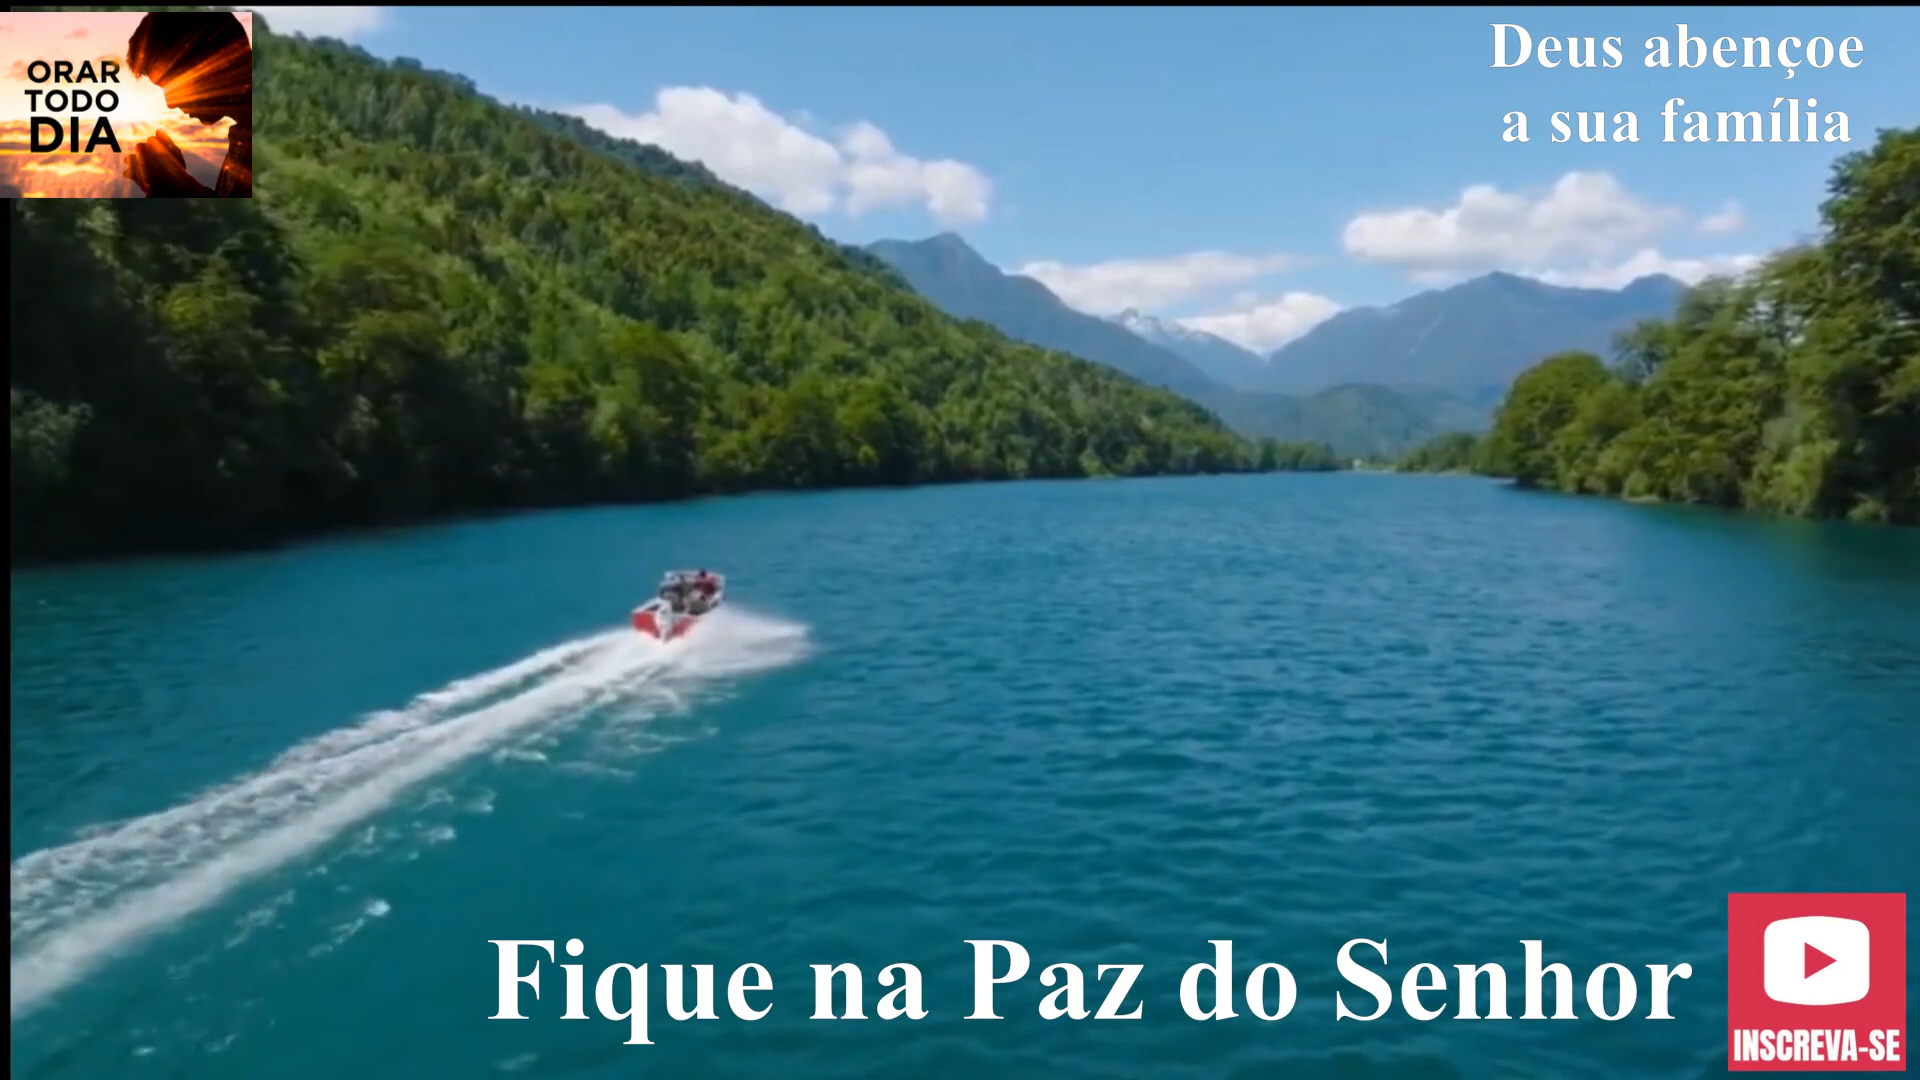 ORAR
TODO
DIA
Deus abençoe
a sua família
Fique na Paz do Senhor
INSCREVA-SE